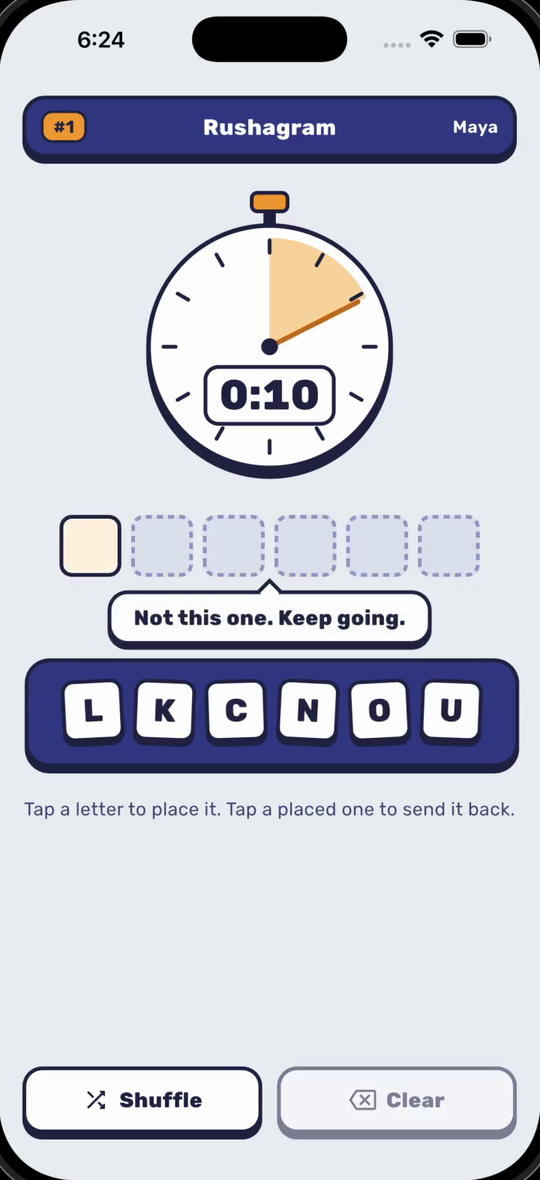 6:24
#1 Rushagram Maya
0:10
Not this one. Keep going.
L K C N O U
Tap a letter to place it. Tap a placed one to send it back.
Shuffle Clear